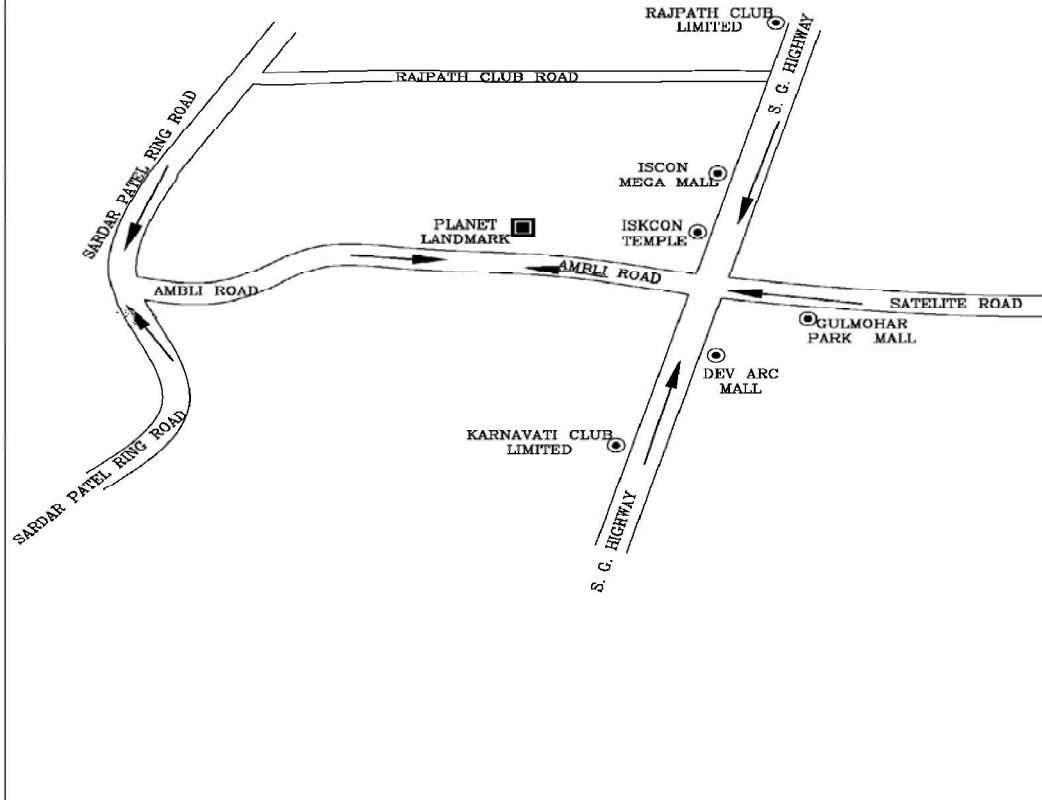 RAJPATH CLUB
LIMITED
S. G. HIGHWAY
RAJPATH CLUB ROAD
SARDAR PATEL RING ROAD
ISCON
MEGA MALL
PLANET
LANDMARK
ISKCON
TEMPLE
AMBLI ROAD
AMBLI ROAD
SATELITE ROAD
GULMOHAR
PARK MALL
DEV ARC
MALL
KARNAVATI CLUB
LIMITED
SARDAR PATEL RING ROAD
S. G. HIGHWAY